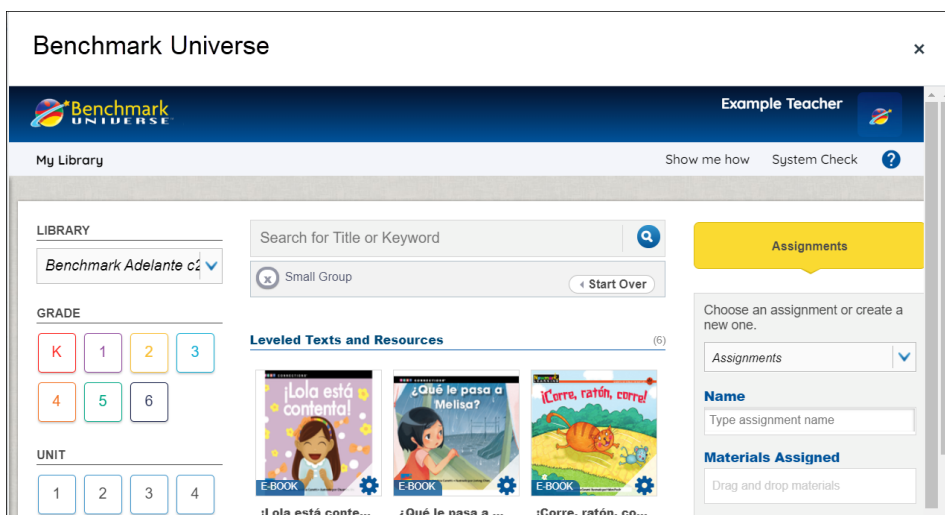 Benchmark Universe
×
Benchmark
UNIVERSE
Example Teacher
My Library
Show me how
System Check
?
LIBRARY
Benchmark Adelante c2
GRADE
K 1 2 3
4 5 6
UNIT
1 2 3 4
Search for Title or Keyword
x Small Group
Start Over
Leveled Texts and Resources (6)
¡Lola está
contenta!
E-BOOK
¡Lola está conte...
¿Qué le pasa a
Melisa?
E-BOOK
¿Qué le pasa a ...
¡Corre, ratón, corre!
E-BOOK
¡Corre, ratón, co...
Assignments
Choose an assignment or create a
new one.
Assignments
Name
Type assignment name
Materials Assigned
Drag and drop materials